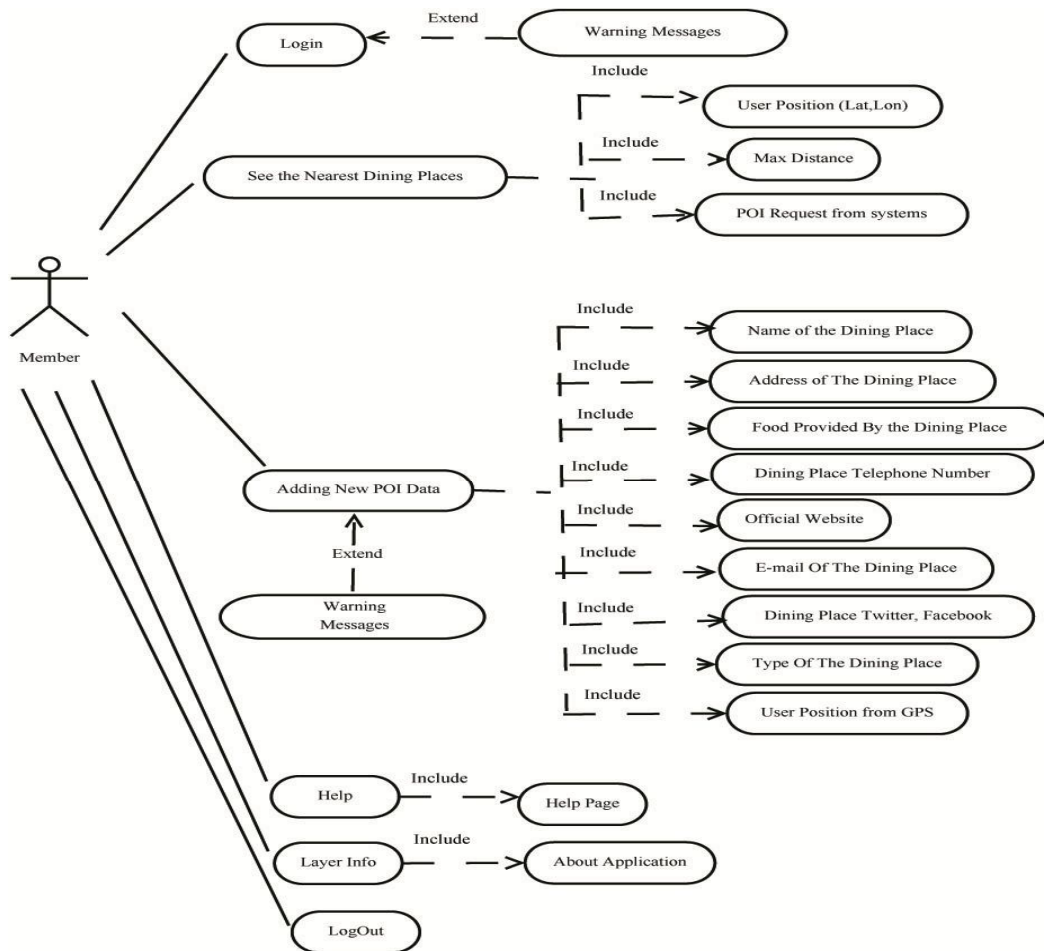 Extend
Login
Warning Messages
Include
User Position (Lat,Lon)
Include
See the Nearest Dining Places
Max Distance
Include
POI Request from systems
Member
Include
Name of the Dining Place
Include
Address of The Dining Place
Include
Food Provided By the Dining Place
Include
Dining Place Telephone Number
Adding New POI Data
Include
Official Website
Extend
Include
E-mail Of The Dining Place
Warning
Messages
Include
Dining Place Twitter, Facebook
Include
Type Of The Dining Place
Include
User Position from GPS
Include
Help
Help Page
Include
Layer Info
About Application
LogOut